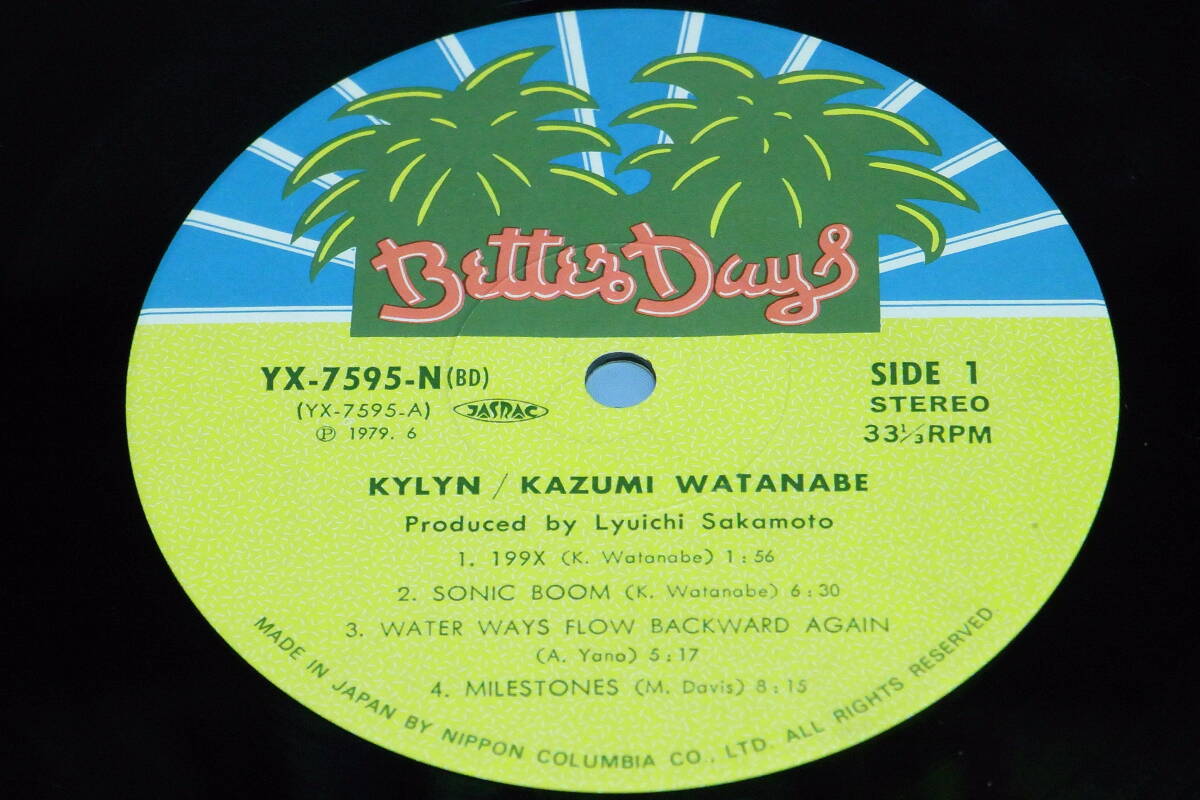 Better Days
YX-7595-N(BD)
(YX-7595-A) JASRAC
Ⓟ 1979. 6
SIDE 1
STEREO
33⅓RPM
KYLYN / KAZUMI WATANABE
Produced by Lyuichi Sakamoto
1. 199X (K. Watanabe) 1:56
2. SONIC BOOM (K. Watanabe) 6:30
3. WATER WAYS FLOW BACKWARD AGAIN
(A. Yano) 5:17
4. MILESTONES (M. Davis) 8:15
MADE IN JAPAN BY NIPPON COLUMBIA CO., LTD. ALL RIGHTS RESERVED